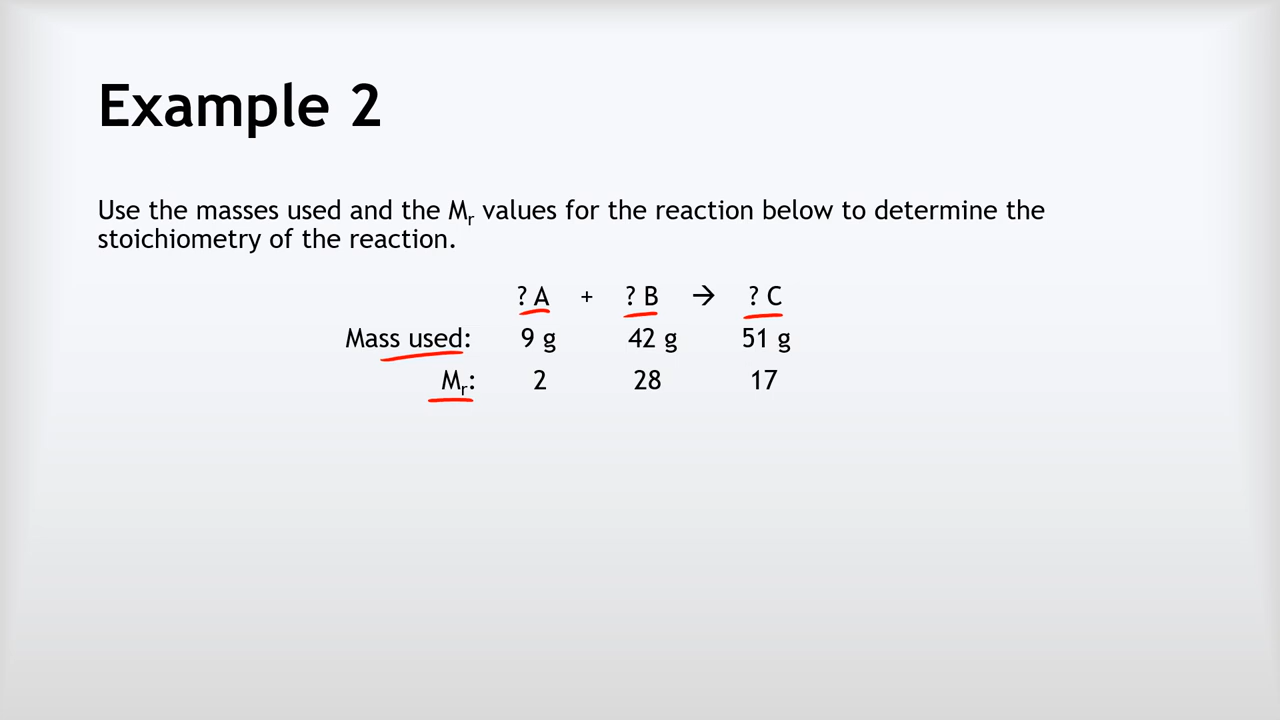 Example 2
Use the masses used and the Mr values for the reaction below to determine the
stoichiometry of the reaction.
? A + ? B → ? C
Mass used: 9 g 42 g 51 g
Mr: 2 28 17